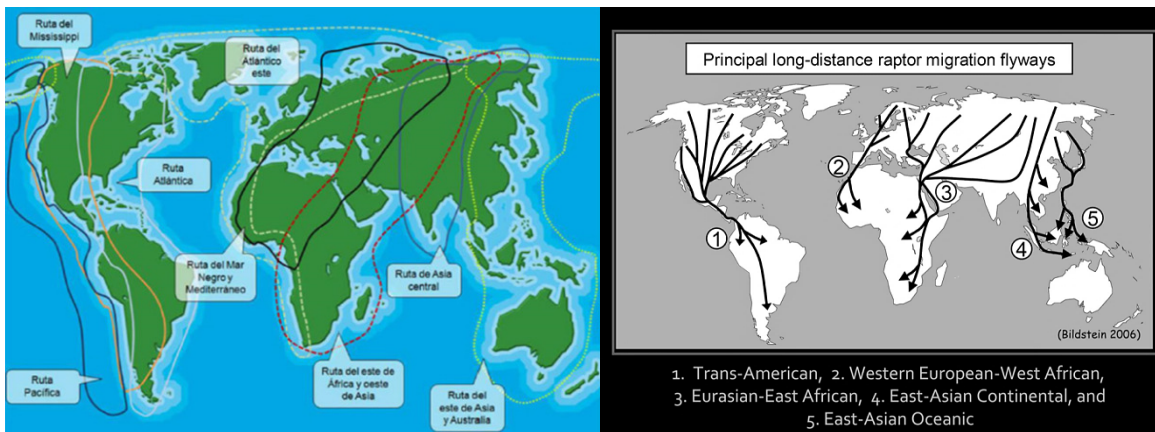 Ruta del
Mississippi
Ruta del
Atlántico
este
Ruta
Atlántica
Ruta del Mar
Negro y
Mediterráneo
Ruta de Asia
central
Ruta
Pacífica
Ruta del este de
África y oeste
de Asia
Ruta del
este de Asia
y Australia
Principal long-distance raptor migration flyways
1
2
3
4
5
(Bildstein 2006)
1. Trans-American, 2. Western European-West African,
3. Eurasian-East African, 4. East-Asian Continental, and
5. East-Asian Oceanic